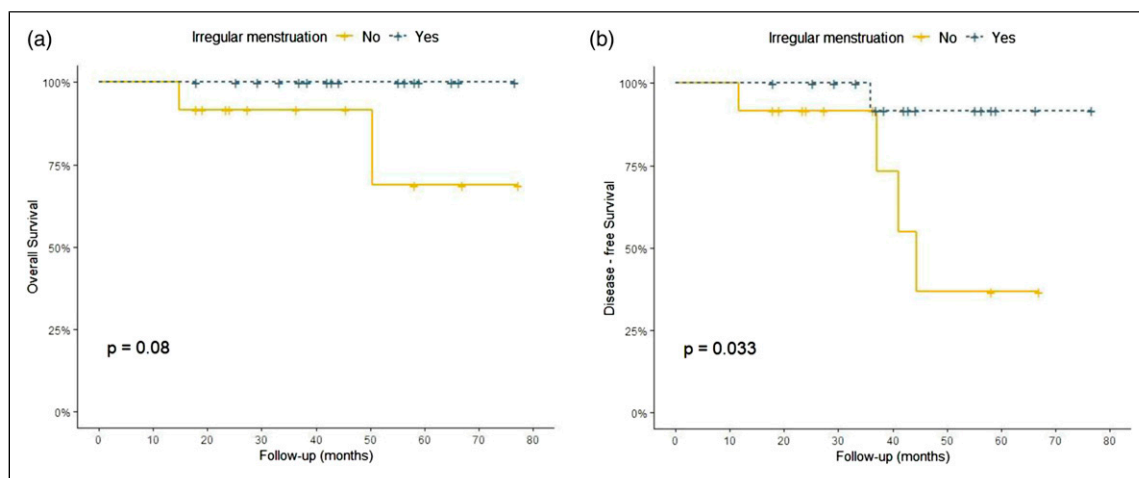 (a)
Irregular menstruation No Yes
100%
75%
50%
25%
0%
Overall Survival
p = 0.08
0 10 20 30 40 50 60 70 80
Follow-up (months)
(b)
Irregular menstruation No Yes
100%
75%
50%
25%
0%
Disease - free Survival
p = 0.033
0 10 20 30 40 50 60 70 80
Follow-up (months)